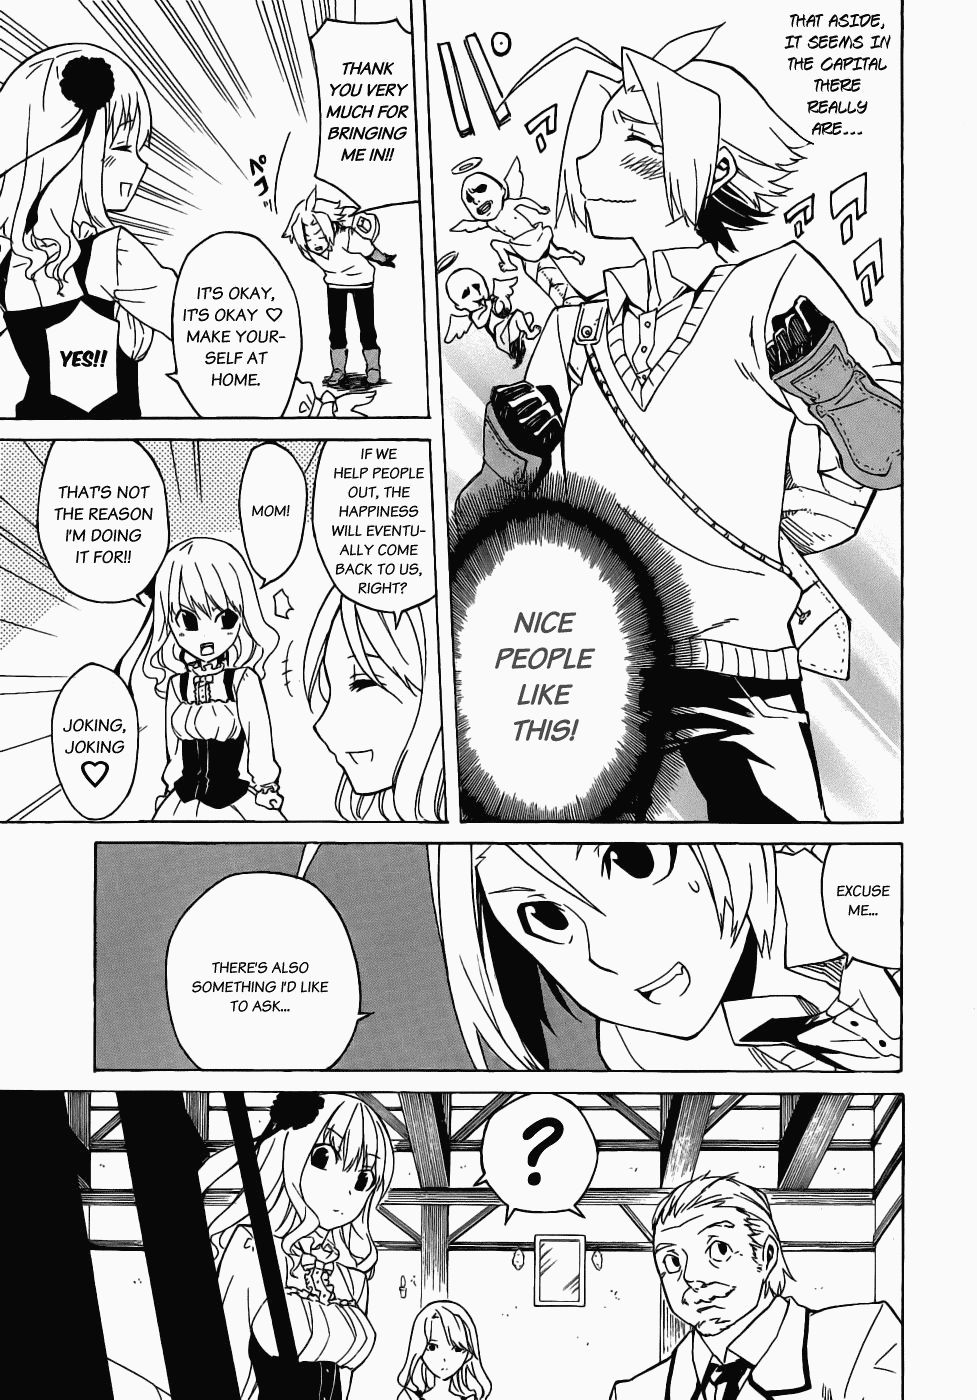 THAT ASIDE,
IT SEEMS IN
THE CAPITAL
THERE
REALLY
ARE...
NICE
PEOPLE
LIKE
THIS!
THANK
YOU VERY
MUCH FOR
BRINGING
ME IN!!
ペコッ
IT'S OKAY,
IT'S OKAY ♡
MAKE YOUR-
SELF AT
HOME.
YES!!
IF WE
HELP PEOPLE
OUT, THE
HAPPINESS
WILL EVENTU-
ALLY COME
BACK TO US,
RIGHT?
MOM!
THAT'S NOT
THE REASON
I'M DOING
IT FOR!!
JOKING,
JOKING
♡
EXCUSE
ME...
THERE'S ALSO
SOMETHING I'D LIKE
TO ASK...
?